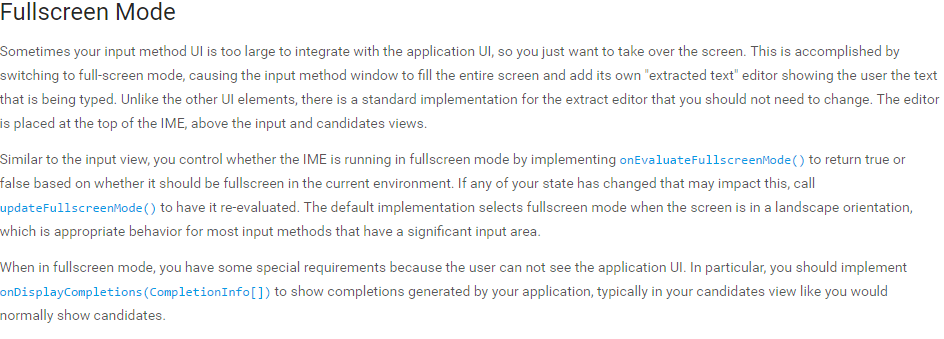 Fullscreen Mode
Sometimes your input method UI is too large to integrate with the application UI, so you just want to take over the screen. This is accomplished by
switching to full-screen mode, causing the input method window to fill the entire screen and add its own "extracted text" editor showing the user the text
that is being typed. Unlike the other UI elements, there is a standard implementation for the extract editor that you should not need to change. The editor
is placed at the top of the IME, above the input and candidates views.
Similar to the input view, you control whether the IME is running in fullscreen mode by implementing onEvaluateFullscreenMode() to return true or
false based on whether it should be fullscreen in the current environment. If any of your state has changed that may impact this, call
updateFullscreenMode() to have it re-evaluated. The default implementation selects fullscreen mode when the screen is in a landscape orientation,
which is appropriate behavior for most input methods that have a significant input area.
When in fullscreen mode, you have some special requirements because the user can not see the application UI. In particular, you should implement
onDisplayCompletions(CompletionInfo[]) to show completions generated by your application, typically in your candidates view like you would
normally show candidates.